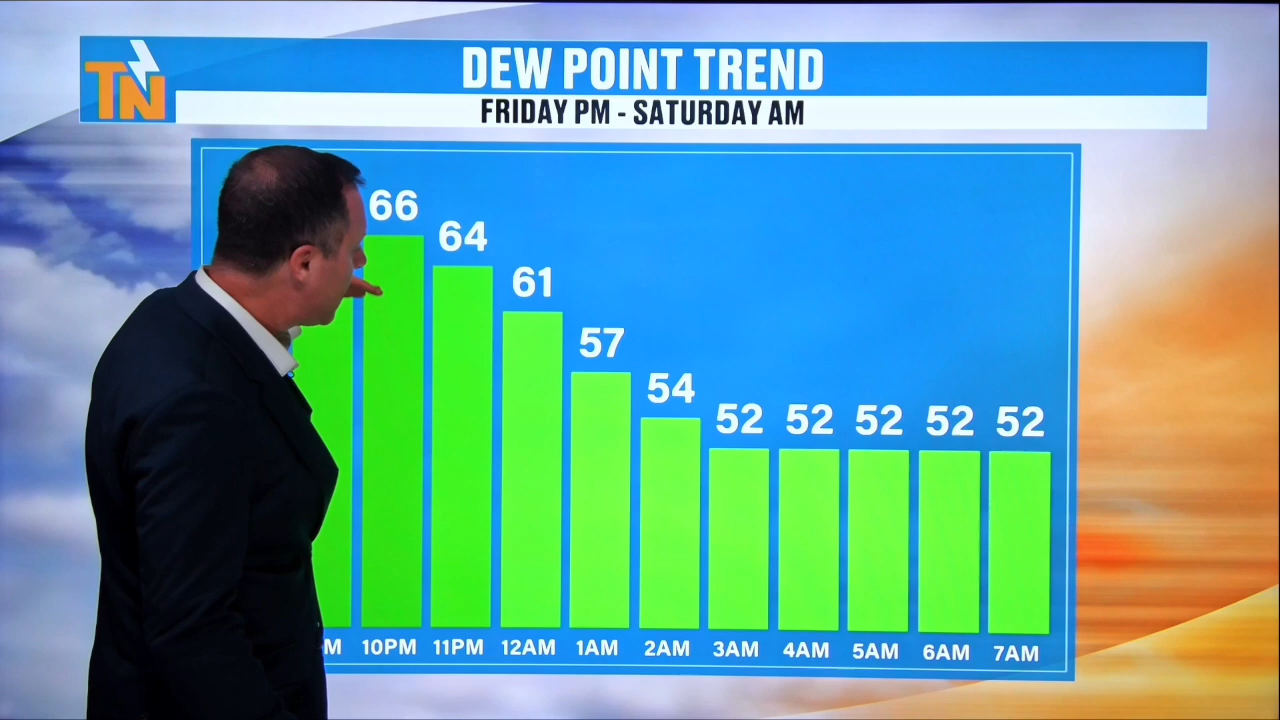 TN
DEW POINT TREND
FRIDAY PM - SATURDAY AM
66
64
61
57
54
52 52 52 52 52
M 10PM 11PM 12AM 1AM 2AM 3AM 4AM 5AM 6AM 7AM